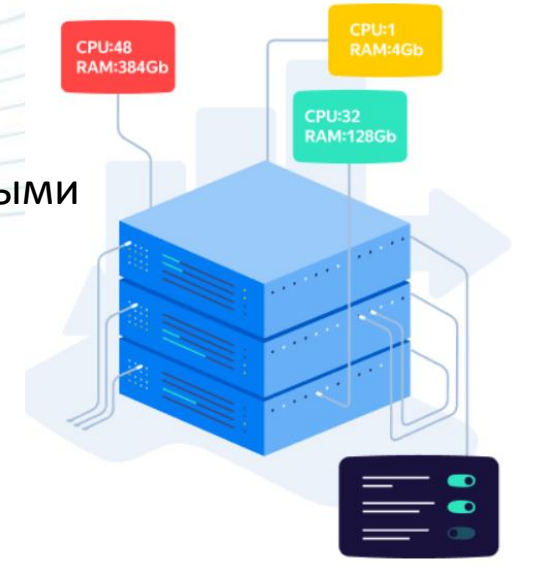 CPU:48
RAM:384Gb
CPU:1
RAM:4Gb
CPU:32
RAM:128Gb
ыми